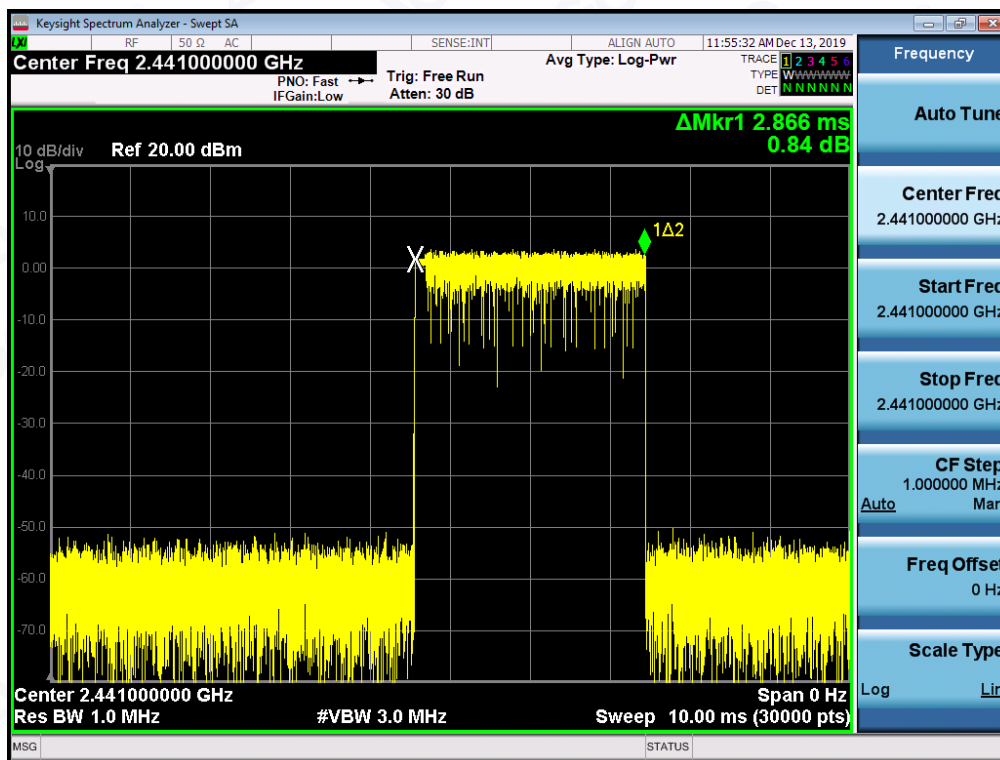 Keysight Spectrum Analyzer - Swept SA
LXI RF 50 Ω AC SENSE:INT ALIGN AUTO 11:55:32 AM Dec 13, 2019
Center Freq 2.441000000 GHz
PNO: Fast
IFGain:Low
Trig: Free Run
Atten: 30 dB
Avg Type: Log-Pwr
TRACE 1 2 3 4 5 6
TYPE WWWWWW
DET N N N N N N
ΔMkr1 2.866 ms
0.84 dB
10 dB/div Ref 20.00 dBm
Log
10.0
0.00
-10.0
-20.0
-30.0
-40.0
-50.0
-60.0
-70.0
X
1Δ2
Center 2.441000000 GHz Span 0 Hz
Res BW 1.0 MHz #VBW 3.0 MHz Sweep 10.00 ms (30000 pts)
MSG STATUS
Frequency
Auto Tune
Center Freq
2.441000000 GHz
Start Freq
2.441000000 GHz
Stop Freq
2.441000000 GHz
CF Step
1.000000 MHz
Auto Man
Freq Offset
0 Hz
Scale Type
Log Lin